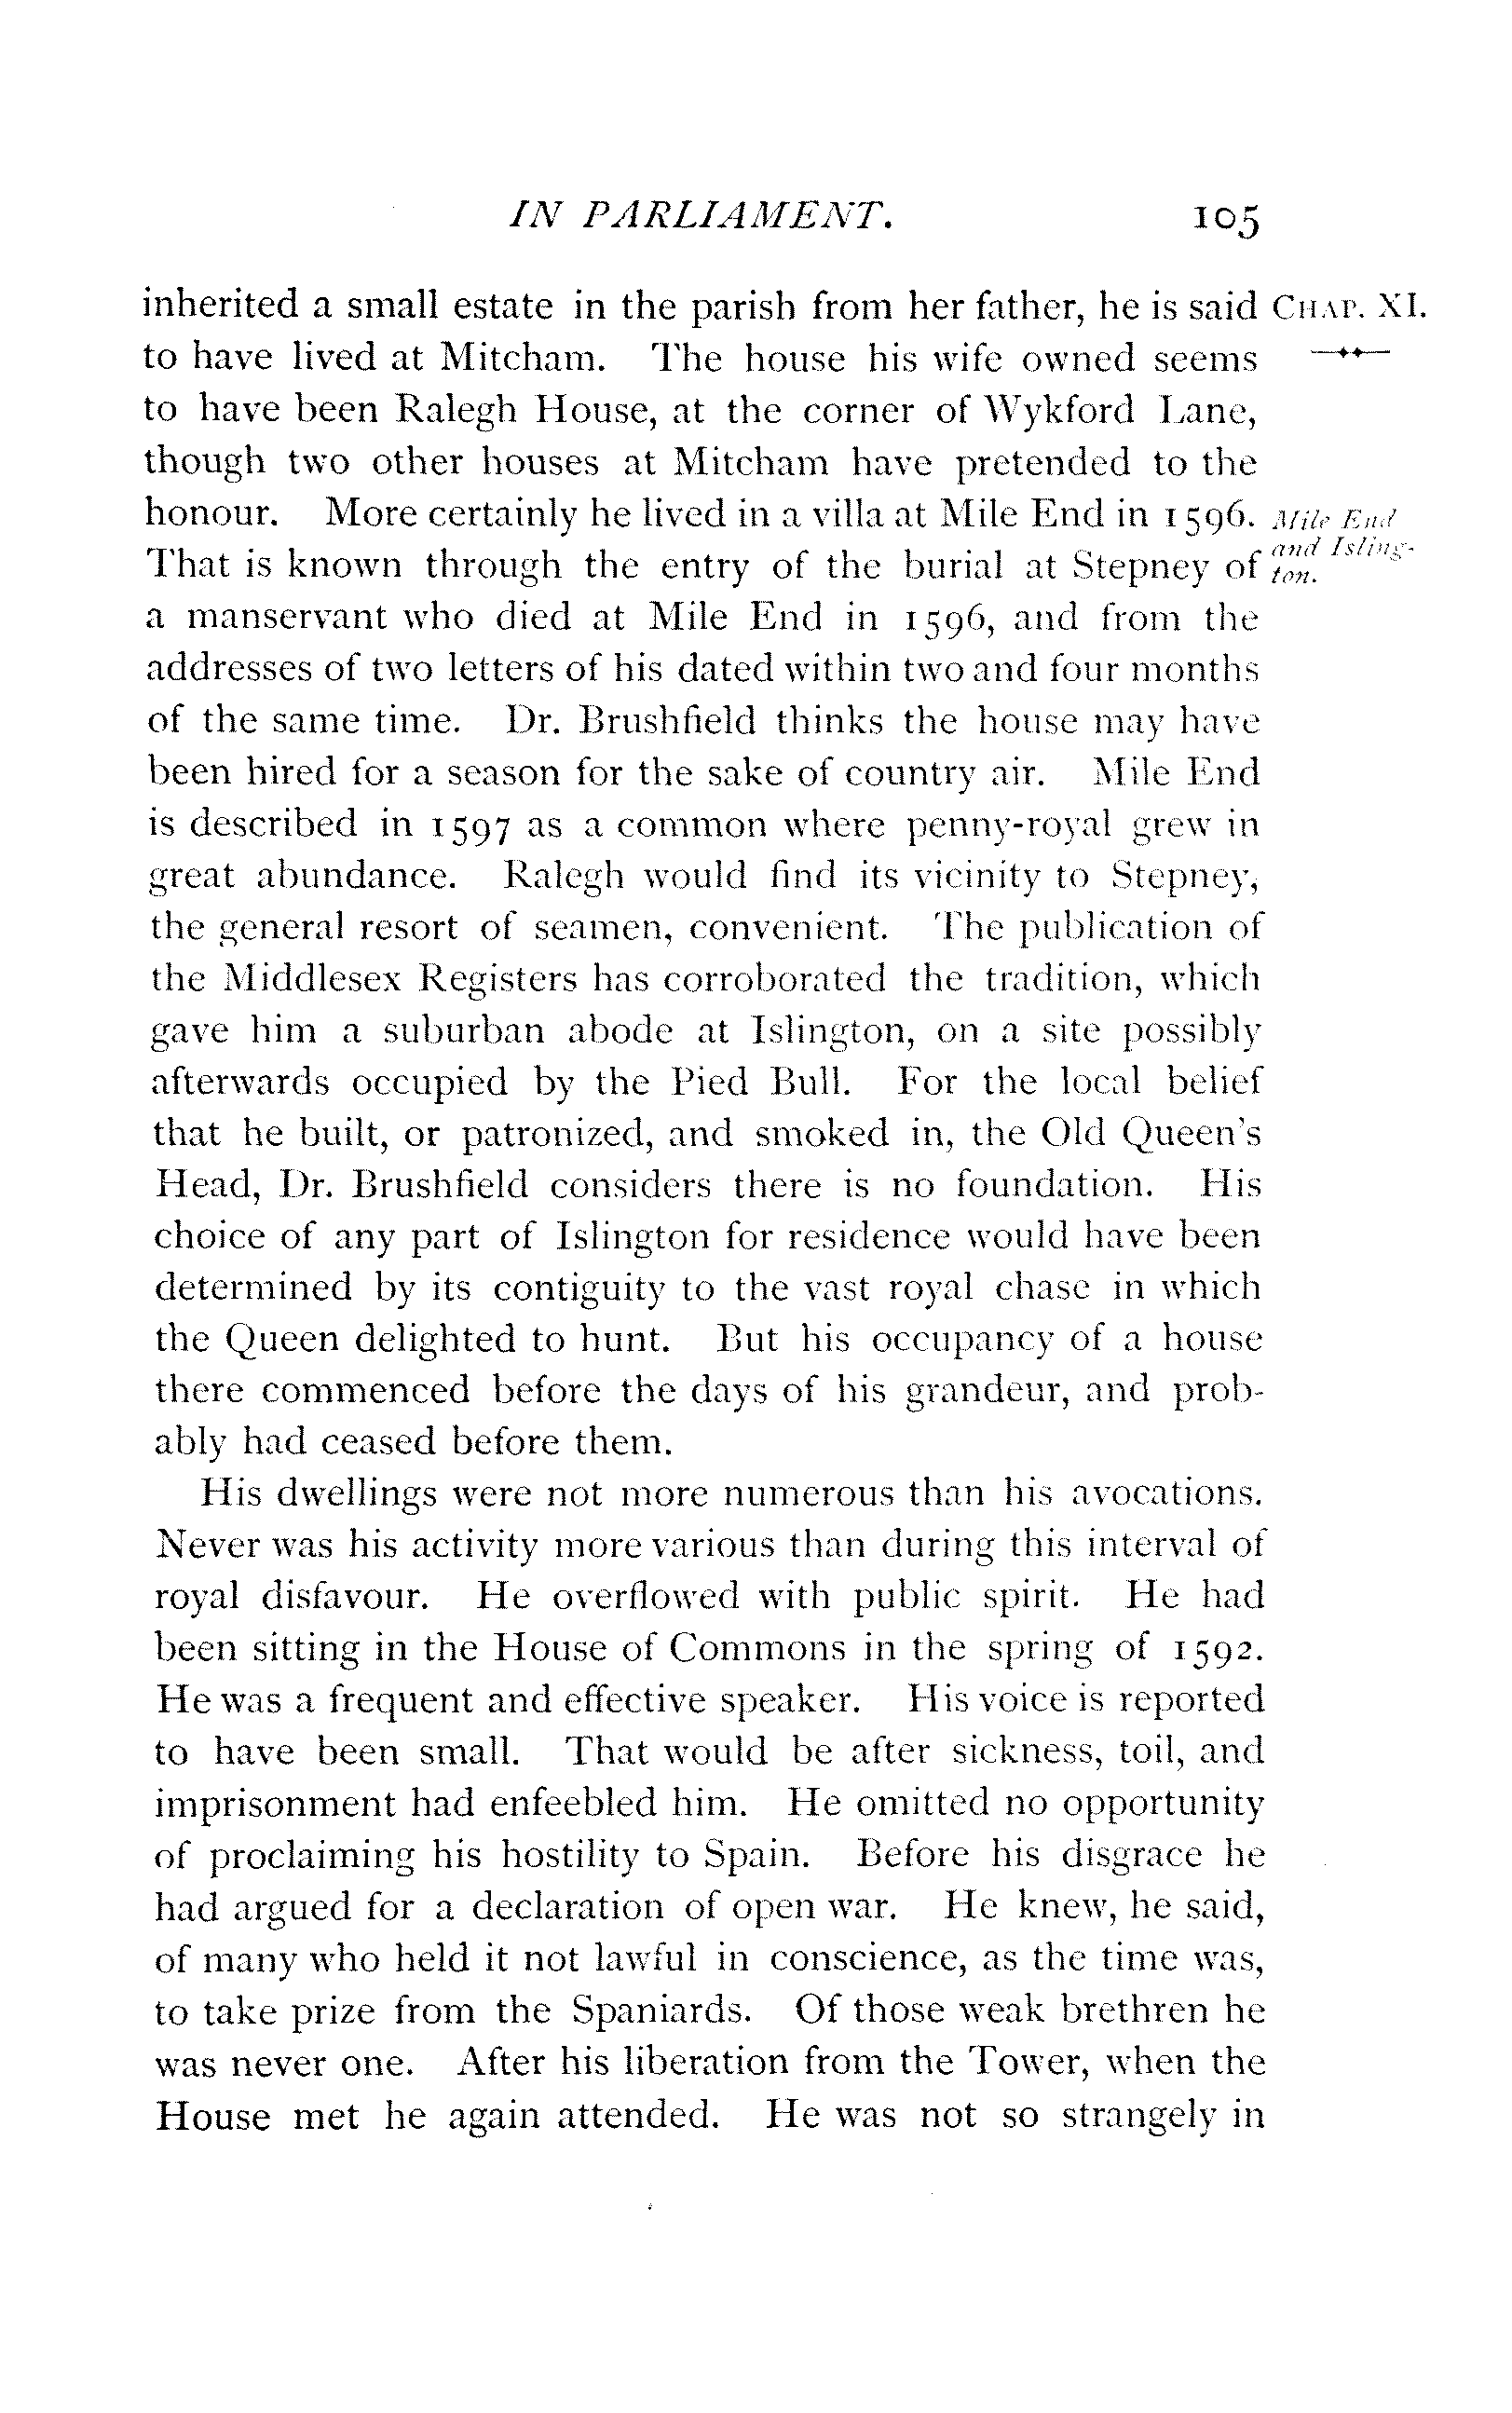 IN PARLIAMENT. 105
inherited a small estate in the parish from her father, he is said CHAP. XI.
to have lived at Mitcham. The house his wife owned seems
to have been Ralegh House, at the corner of Wykford Lane,
though two other houses at Mitcham have pretended to the
honour. More certainly he lived in a villa at Mile End in 1596. Mile End
That is known through the entry of the burial at Stepney of and Isling-
ton.
a manservant who died at Mile End in 1596, and from the
addresses of two letters of his dated within two and four months
of the same time. Dr. Brushfield thinks the house may have
been hired for a season for the sake of country air. Mile End
is described in 1597 as a common where penny-royal grew in
great abundance. Ralegh would find its vicinity to Stepney,
the general resort of seamen, convenient. The publication of
the Middlesex Registers has corroborated the tradition, which
gave him a suburban abode at Islington, on a site possibly
afterwards occupied by the Pied Bull. For the local belief
that he built, or patronized, and smoked in, the Old Queen's
Head, Dr. Brushfield considers there is no foundation. His
choice of any part of Islington for residence would have been
determined by its contiguity to the vast royal chase in which
the Queen delighted to hunt. But his occupancy of a house
there commenced before the days of his grandeur, and prob-
ably had ceased before them.
His dwellings were not more numerous than his avocations.
Never was his activity more various than during this interval of
royal disfavour. He overflowed with public spirit. He had
been sitting in the House of Commons in the spring of 1592.
He was a frequent and effective speaker. His voice is reported
to have been small. That would be after sickness, toil, and
imprisonment had enfeebled him. He omitted no opportunity
of proclaiming his hostility to Spain. Before his disgrace he
had argued for a declaration of open war. He knew, he said,
of many who held it not lawful in conscience, as the time was,
to take prize from the Spaniards. Of those weak brethren he
was never one. After his liberation from the Tower, when the
House met he again attended. He was not so strangely in